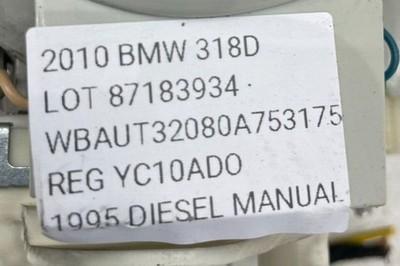 2010 BMW 318D
LOT 87183934
WBAUT32080A753175
REG YC10ADO
1995 DIESEL MANUAL